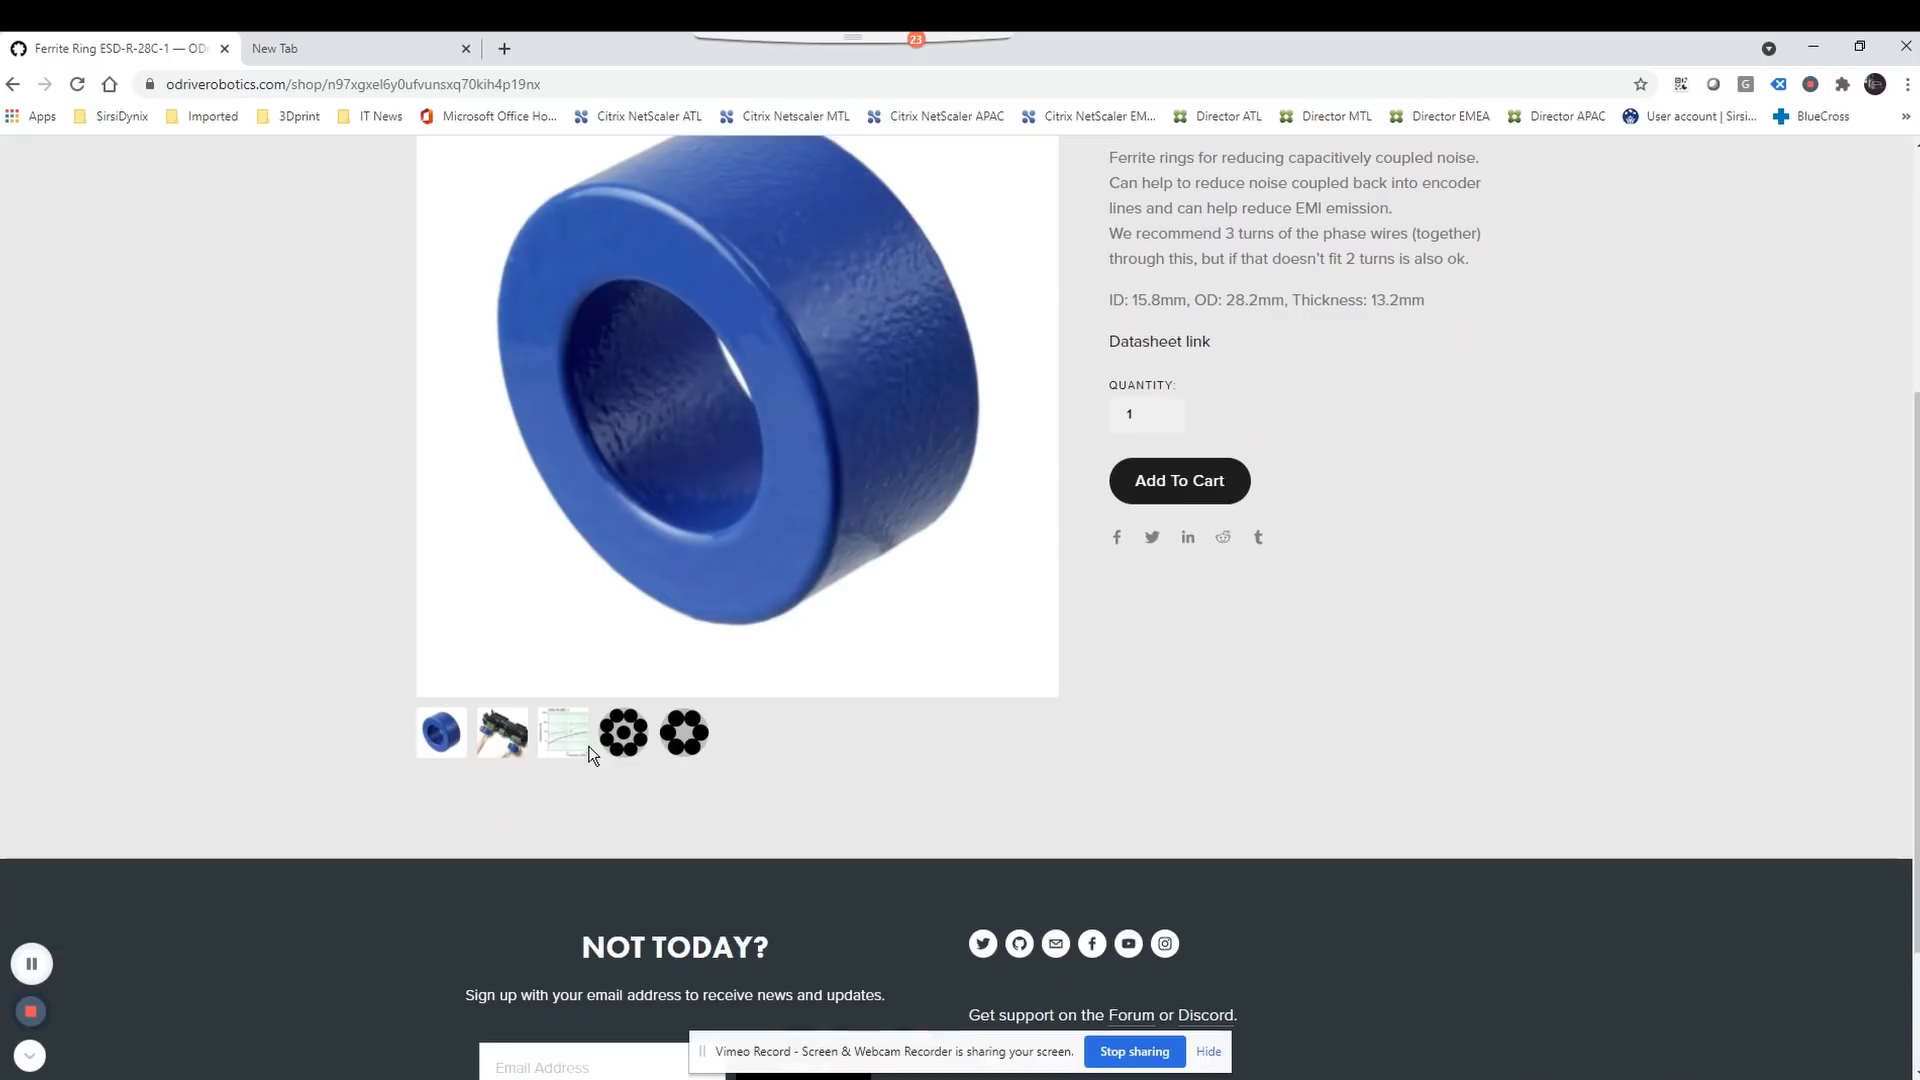 Ferrite Ring ESD-R-28C-1 — OD
New Tab
23
odriverobotics.com/shop/n97xgxel6y0ufvunsxq70kih4p19nx
Apps
SirsiDynix
Imported
3Dprint
IT News
Microsoft Office Ho...
Citrix NetScaler ATL
Citrix Netscaler MTL
Citrix NetScaler APAC
Citrix NetScaler EM...
Director ATL
Director MTL
Director EMEA
Director APAC
User account | Sirsi...
BlueCross
»
Ferrite rings for reducing capacitively coupled noise.
Can help to reduce noise coupled back into encoder
lines and can help reduce EMI emission.
We recommend 3 turns of the phase wires (together)
through this, but if that doesn’t fit 2 turns is also ok.
ID: 15.8mm, OD: 28.2mm, Thickness: 13.2mm
Datasheet link
QUANTITY:
1
Add To Cart
NOT TODAY?
Sign up with your email address to receive news and updates.
Get support on the Forum or Discord.
Email Address
Vimeo Record - Screen & Webcam Recorder is sharing your screen.
Stop sharing
Hide